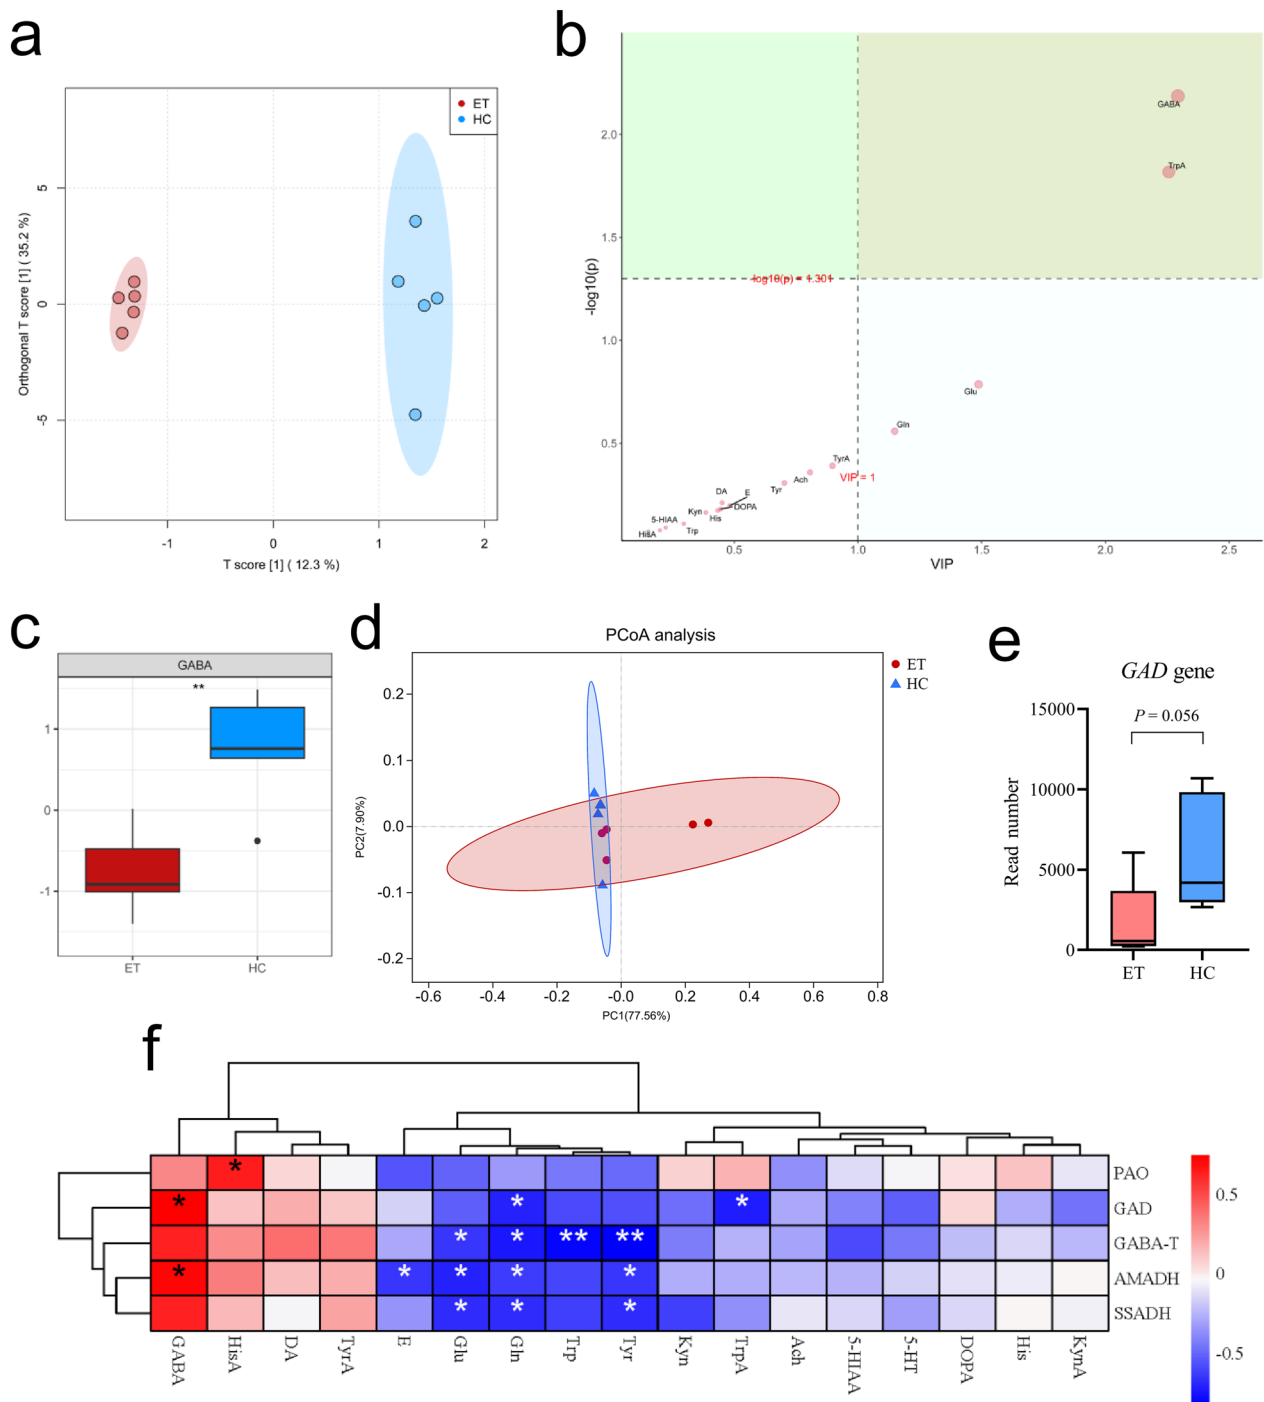 a
ET
HC
5
0
-5
Orthogonal T score [1] ( 35.2 %)
-1
0
1
2
T score [1] ( 12.3 %)
b
2.0
1.5
1.0
0.5
-log10(p)
GABA
TrpA
-log10(p) = 1.301
Glu
Gln
TyrA
VIP = 1
Ach
Tyr
DA
E
DOPA
Kyn
His
5-HIAA
Trp
0.5
1.0
1.5
2.0
2.5
VIP
c
GABA
**
1
0
-1
ET
HC
d
PCoA analysis
ET
HC
0.2
0.1
0.0
-0.1
-0.2
PC2(7.90%)
-0.6
-0.4
-0.2
-0.0
0.2
0.4
0.6
0.8
PC1(77.56%)
e
GAD gene
P = 0.056
15000
10000
5000
0
Read number
ET
HC
f
* PAO
* * * GAD
* * ** ** GABA-T
* * * * * AMADH
* * * SSADH
GABA
HisA
DA
TyrA
E
Glu
Gln
Trp
Tyr
Kyn
TrpA
Ach
5-HIAA
5-HT
DOPA
His
KynA
0.5
0
-0.5